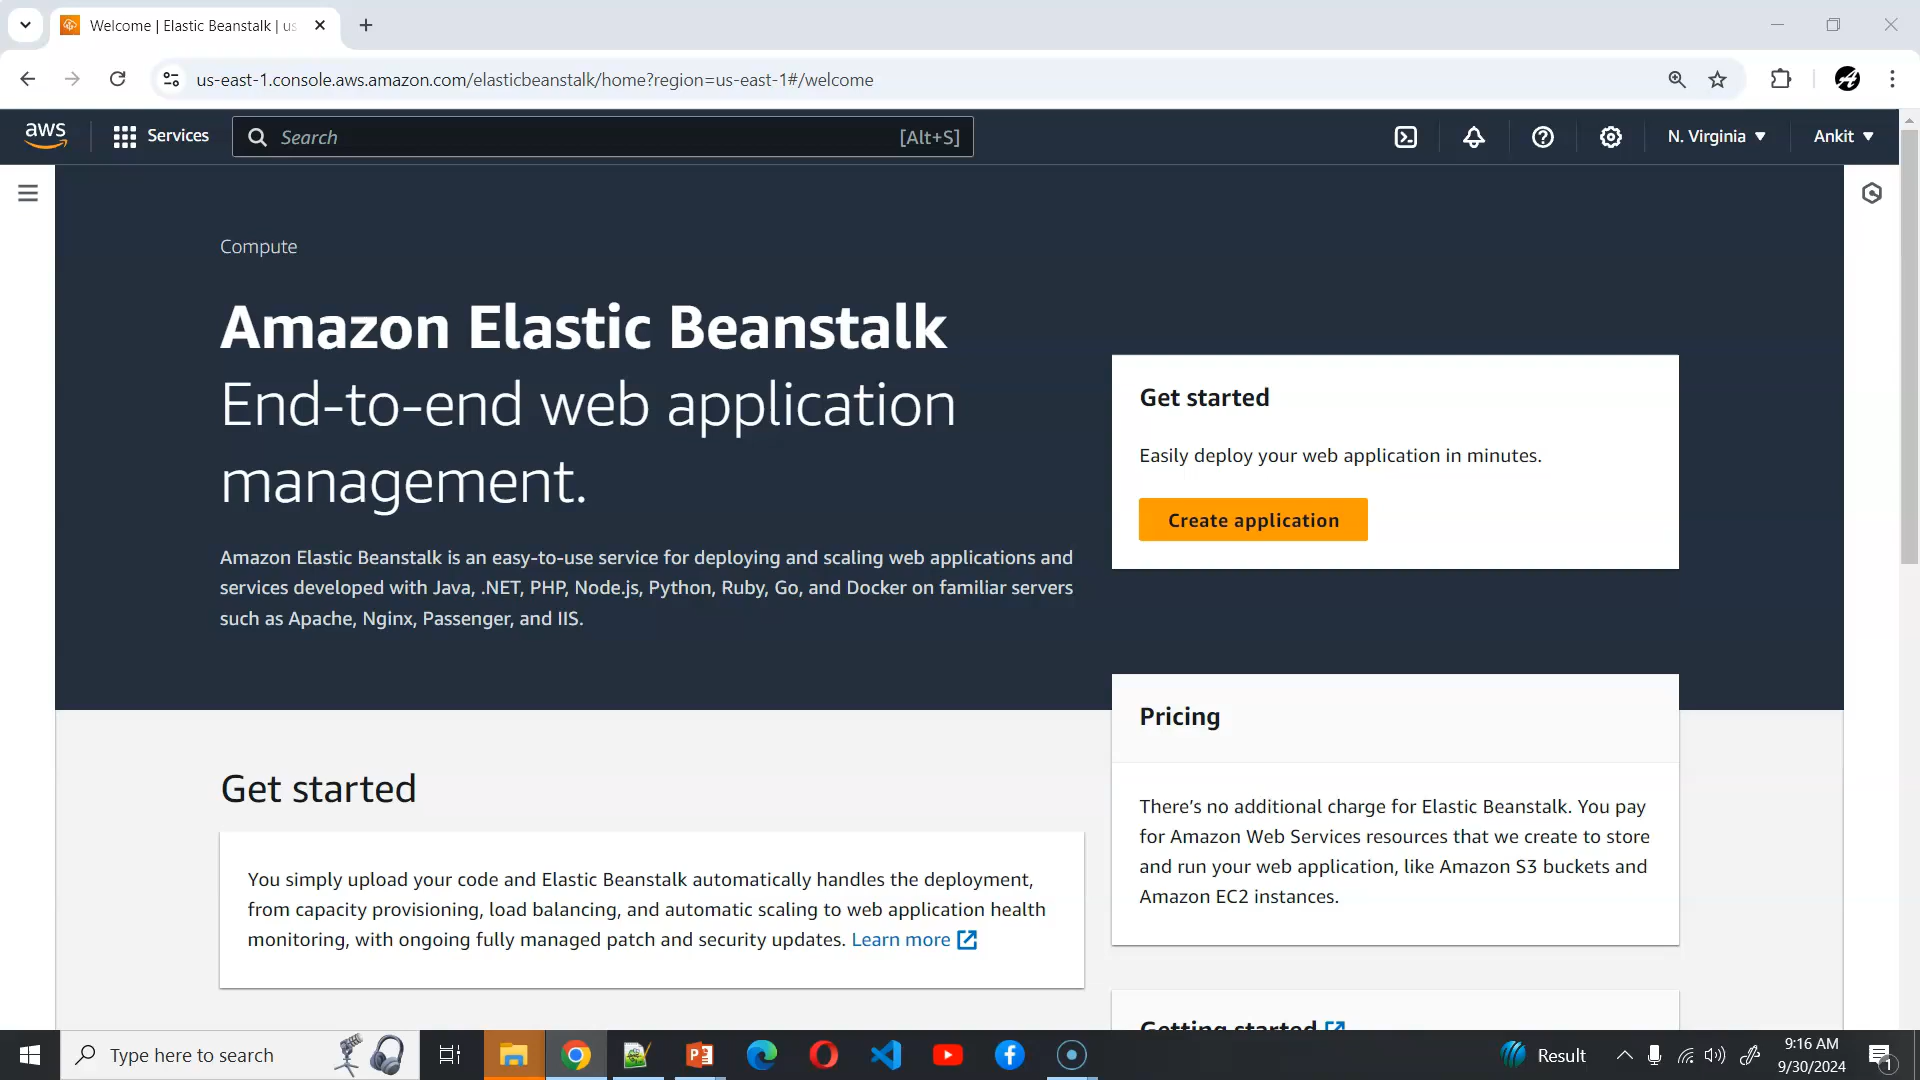 Welcome | Elastic Beanstalk | us
us-east-1.console.aws.amazon.com/elasticbeanstalk/home?region=us-east-1#/welcome
aws
Services
Search
[Alt+S]
N. Virginia
Ankit
Compute
Amazon Elastic Beanstalk
End-to-end web application
management.
Amazon Elastic Beanstalk is an easy-to-use service for deploying and scaling web applications and
services developed with Java, .NET, PHP, Node.js, Python, Ruby, Go, and Docker on familiar servers
such as Apache, Nginx, Passenger, and IIS.
Get started
Easily deploy your web application in minutes.
Create application
Pricing
There’s no additional charge for Elastic Beanstalk. You pay
for Amazon Web Services resources that we create to store
and run your web application, like Amazon S3 buckets and
Amazon EC2 instances.
Get started
You simply upload your code and Elastic Beanstalk automatically handles the deployment,
from capacity provisioning, load balancing, and automatic scaling to web application health
monitoring, with ongoing fully managed patch and security updates. Learn more
Getting started
Type here to search
Result
9:16 AM
9/30/2024
1